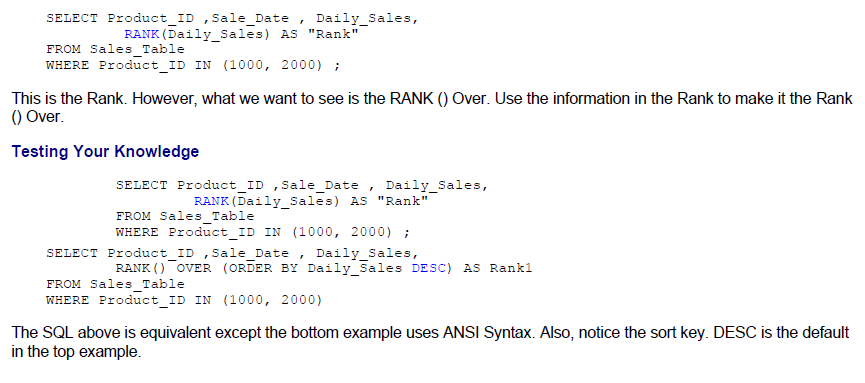 SELECT Product_ID ,Sale_Date , Daily_Sales,
RANK(Daily_Sales) AS "Rank"
FROM Sales_Table
WHERE Product_ID IN (1000, 2000) ;
This is the Rank. However, what we want to see is the RANK () Over. Use the information in the Rank to make it the Rank
() Over.
Testing Your Knowledge
SELECT Product_ID ,Sale_Date , Daily_Sales,
RANK(Daily_Sales) AS "Rank"
FROM Sales_Table
WHERE Product_ID IN (1000, 2000) ;
SELECT Product_ID ,Sale_Date , Daily_Sales,
RANK() OVER (ORDER BY Daily_Sales DESC) AS Rank1
FROM Sales_Table
WHERE Product_ID IN (1000, 2000)
The SQL above is equivalent except the bottom example uses ANSI Syntax. Also, notice the sort key. DESC is the default
in the top example.